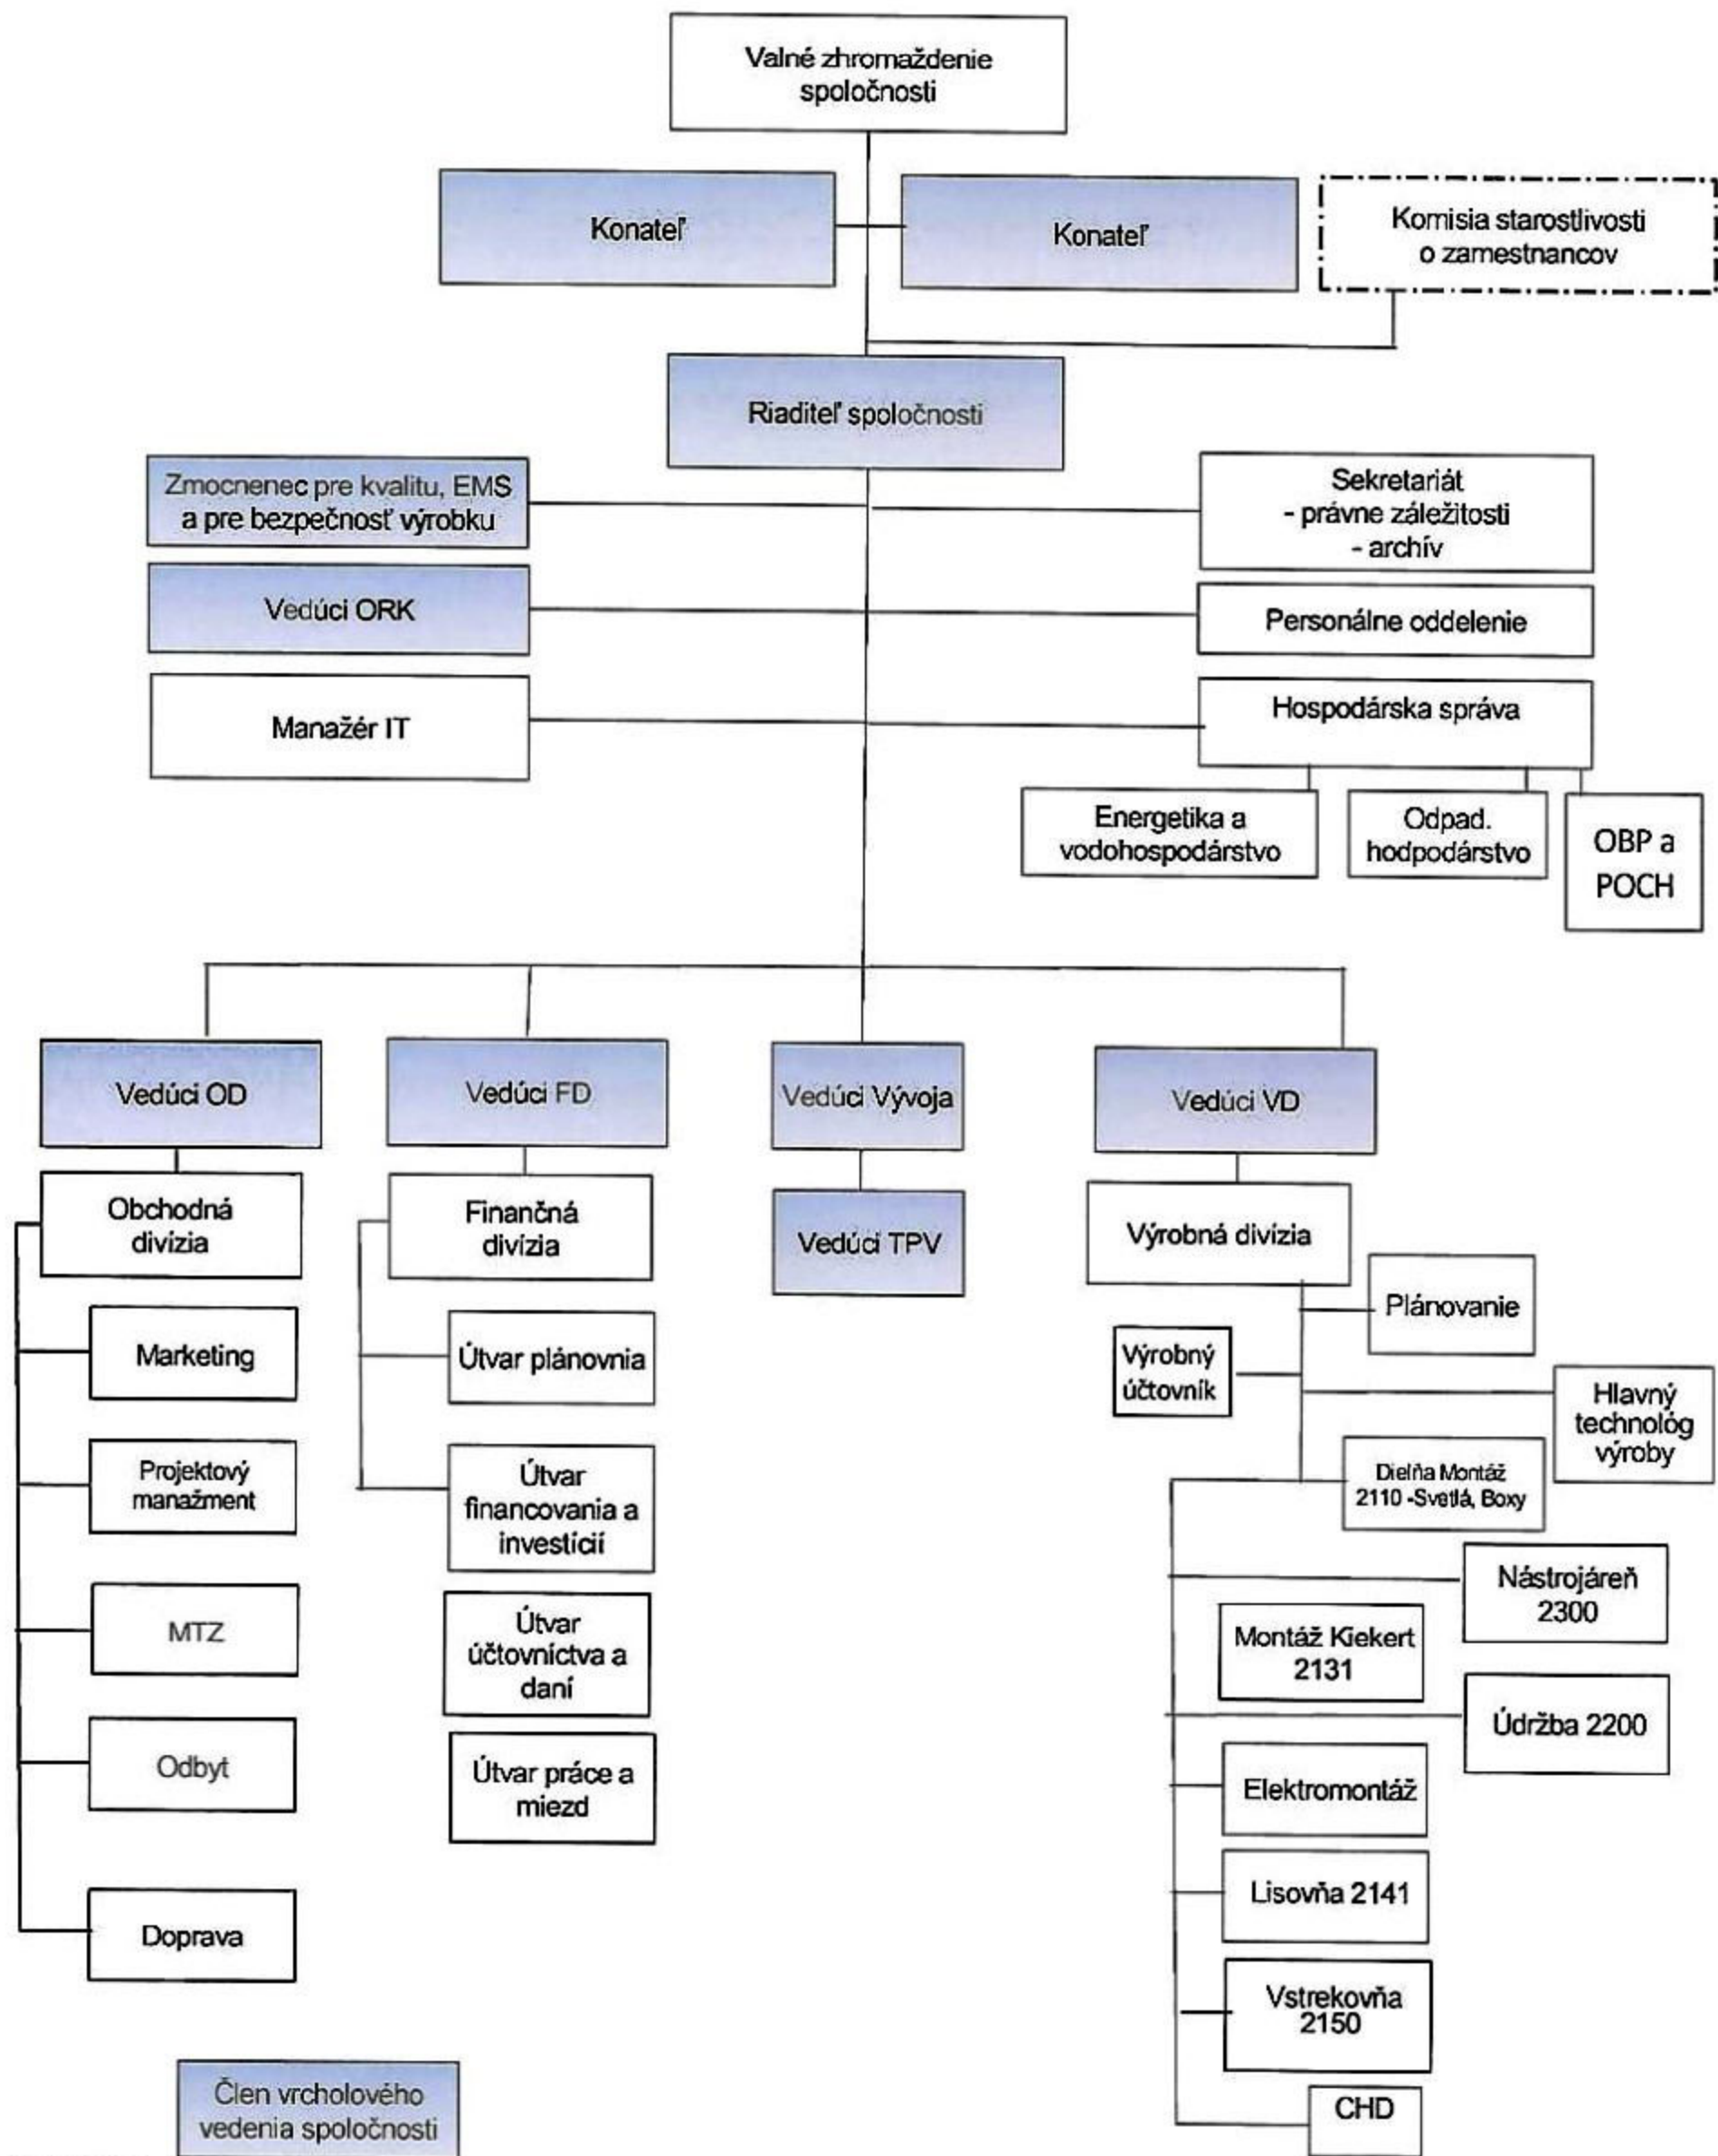 Valné zhromaždenie
spoločnosti
Konateľ
Konateľ
Komisia starostlivosti
o zamestnancov
Riaditeľ spoločnosti
Zmocnenec pre kvalitu, EMS
a pre bezpečnosť výrobku
Sekretariát
- právne záležitosti
- archív
Vedúci ORK
Personálne oddelenie
Manažér IT
Hospodárska správa
Energetika a
vodohospodárstvo
Odpad.
hodpodárstvo
OBP a
POCH
Vedúci OD
Vedúci FD
Vedúci Vývoja
Vedúci VD
Obchodná
divízia
Finančná
divízia
Vedúci TPV
Výrobná divízia
Marketing
Útvar plánovnia
Plánovanie
Výrobný
účtovník
Hlavný
technológ
výroby
Projektový
manažment
Útvar
financovania a
investícií
Dielňa Montáž
2110 -Svetlá, Boxy
Nástrojáreň
2300
MTZ
Útvar
účtovníctva a
daní
Montáž Kiekert
2131
Údržba 2200
Odbyt
Útvar práce a
miezd
Elektromontáž
Lisovňa 2141
Doprava
Vstrekovňa
2150
CHD
Člen vrcholového
vedenia spoločnosti